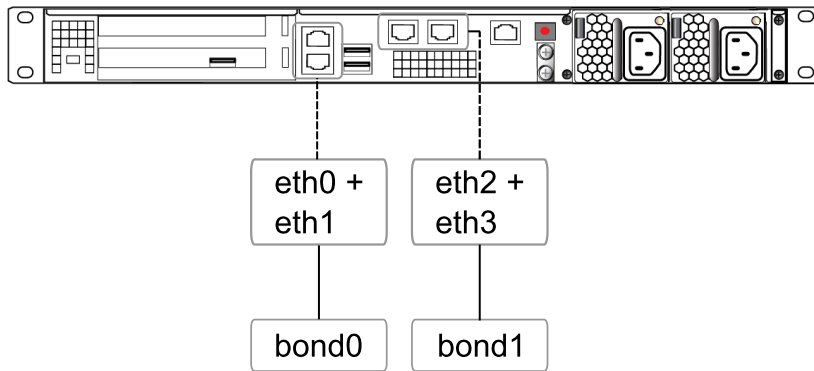 eth0 +
eth1
eth2 +
eth3
bond0
bond1